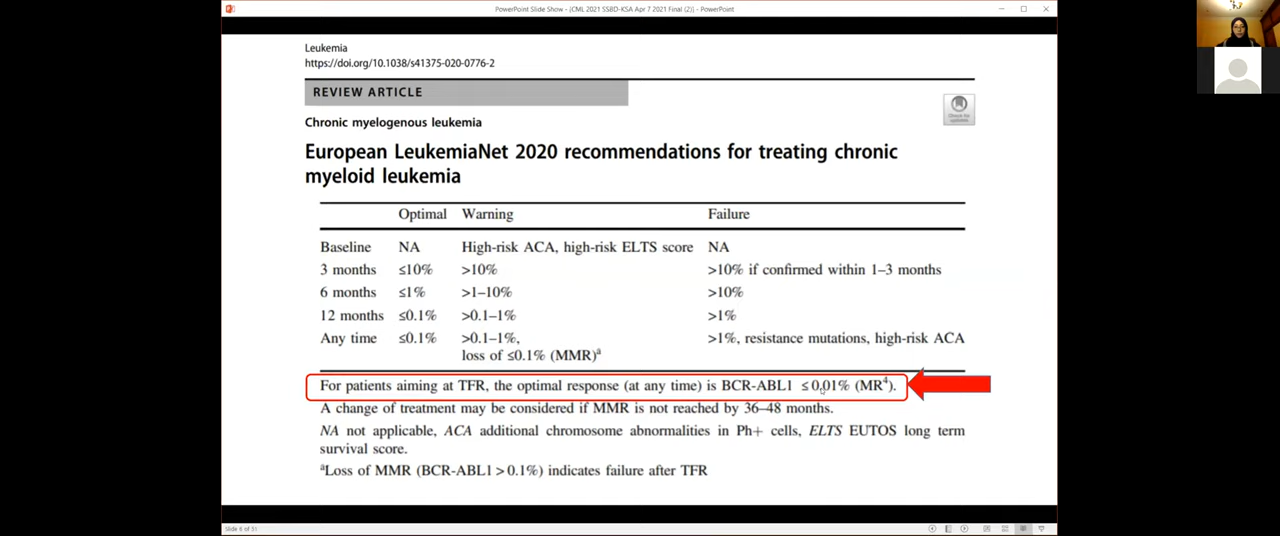 PowerPoint Slide Show - [CML 2021 SSBD-KSA Apr 7 2021 Final (2)] - PowerPoint
Leukemia
https://doi.org/10.1038/s41375-020-0776-2
REVIEW ARTICLE
Check for updates
Chronic myelogenous leukemia
European LeukemiaNet 2020 recommendations for treating chronic
myeloid leukemia
Optimal Warning Failure
Baseline NA High-risk ACA, high-risk ELTS score NA
3 months ≤10% >10% >10% if confirmed within 1–3 months
6 months ≤1% >1–10% >10%
12 months ≤0.1% >0.1–1% >1%
Any time ≤0.1% >0.1–1%, >1%, resistance mutations, high-risk ACA
loss of ≤0.1% (MMR)ᵃ
For patients aiming at TFR, the optimal response (at any time) is BCR-ABL1 ≤0.01% (MR⁴).
A change of treatment may be considered if MMR is not reached by 36–48 months.
NA not applicable, ACA additional chromosome abnormalities in Ph+ cells, ELTS EUTOS long term
survival score.
ᵃLoss of MMR (BCR-ABL1 > 0.1%) indicates failure after TFR
Slide 6 of 51